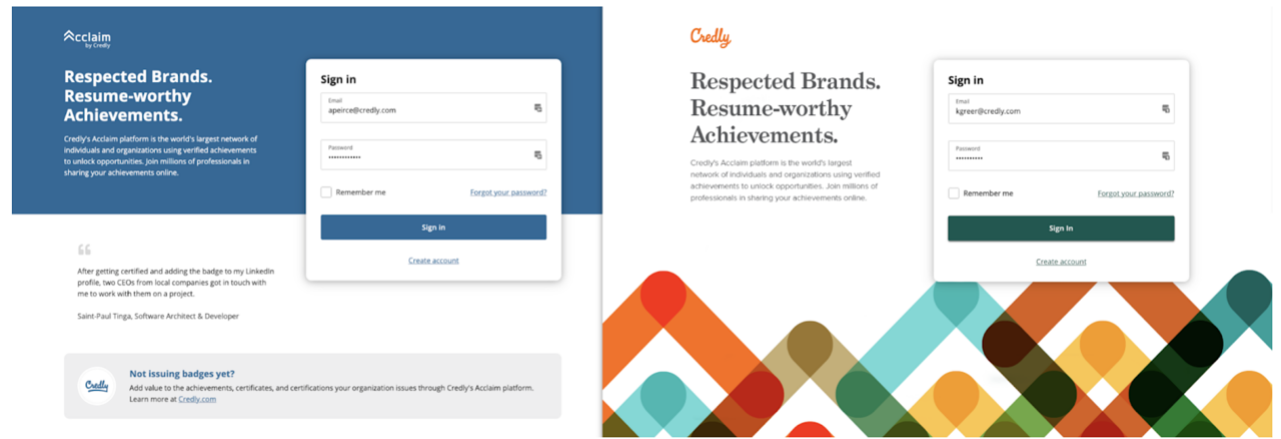 Acclaim
by Credly
Respected Brands.
Resume-worthy
Achievements.
Credly's Acclaim platform is the world's largest network of
individuals and organizations using verified achievements
to unlock opportunities. Join millions of professionals in
sharing your achievements online.
Sign in
Email
apeirce@credly.com
Password
••••••••••••
Remember me
Forgot your password?
Sign in
Create account
“
After getting certified and adding the badge to my LinkedIn
profile, two CEOs from local companies got in touch with
me to work with them on a project.
Saint-Paul Tinga, Software Architect & Developer
Credly
Not issuing badges yet?
Add value to the achievements, certificates, and certifications your organization issues through Credly's Acclaim platform.
Learn more at Credly.com
Credly
Respected Brands.
Resume-worthy
Achievements.
Credly's Acclaim platform is the world's largest
network of individuals and organizations using verified
achievements to unlock opportunities. Join millions of
professionals in sharing your achievements online.
Sign in
Email
kgreer@credly.com
Password
••••••••••
Remember me
Forgot your password?
Sign In
Create account